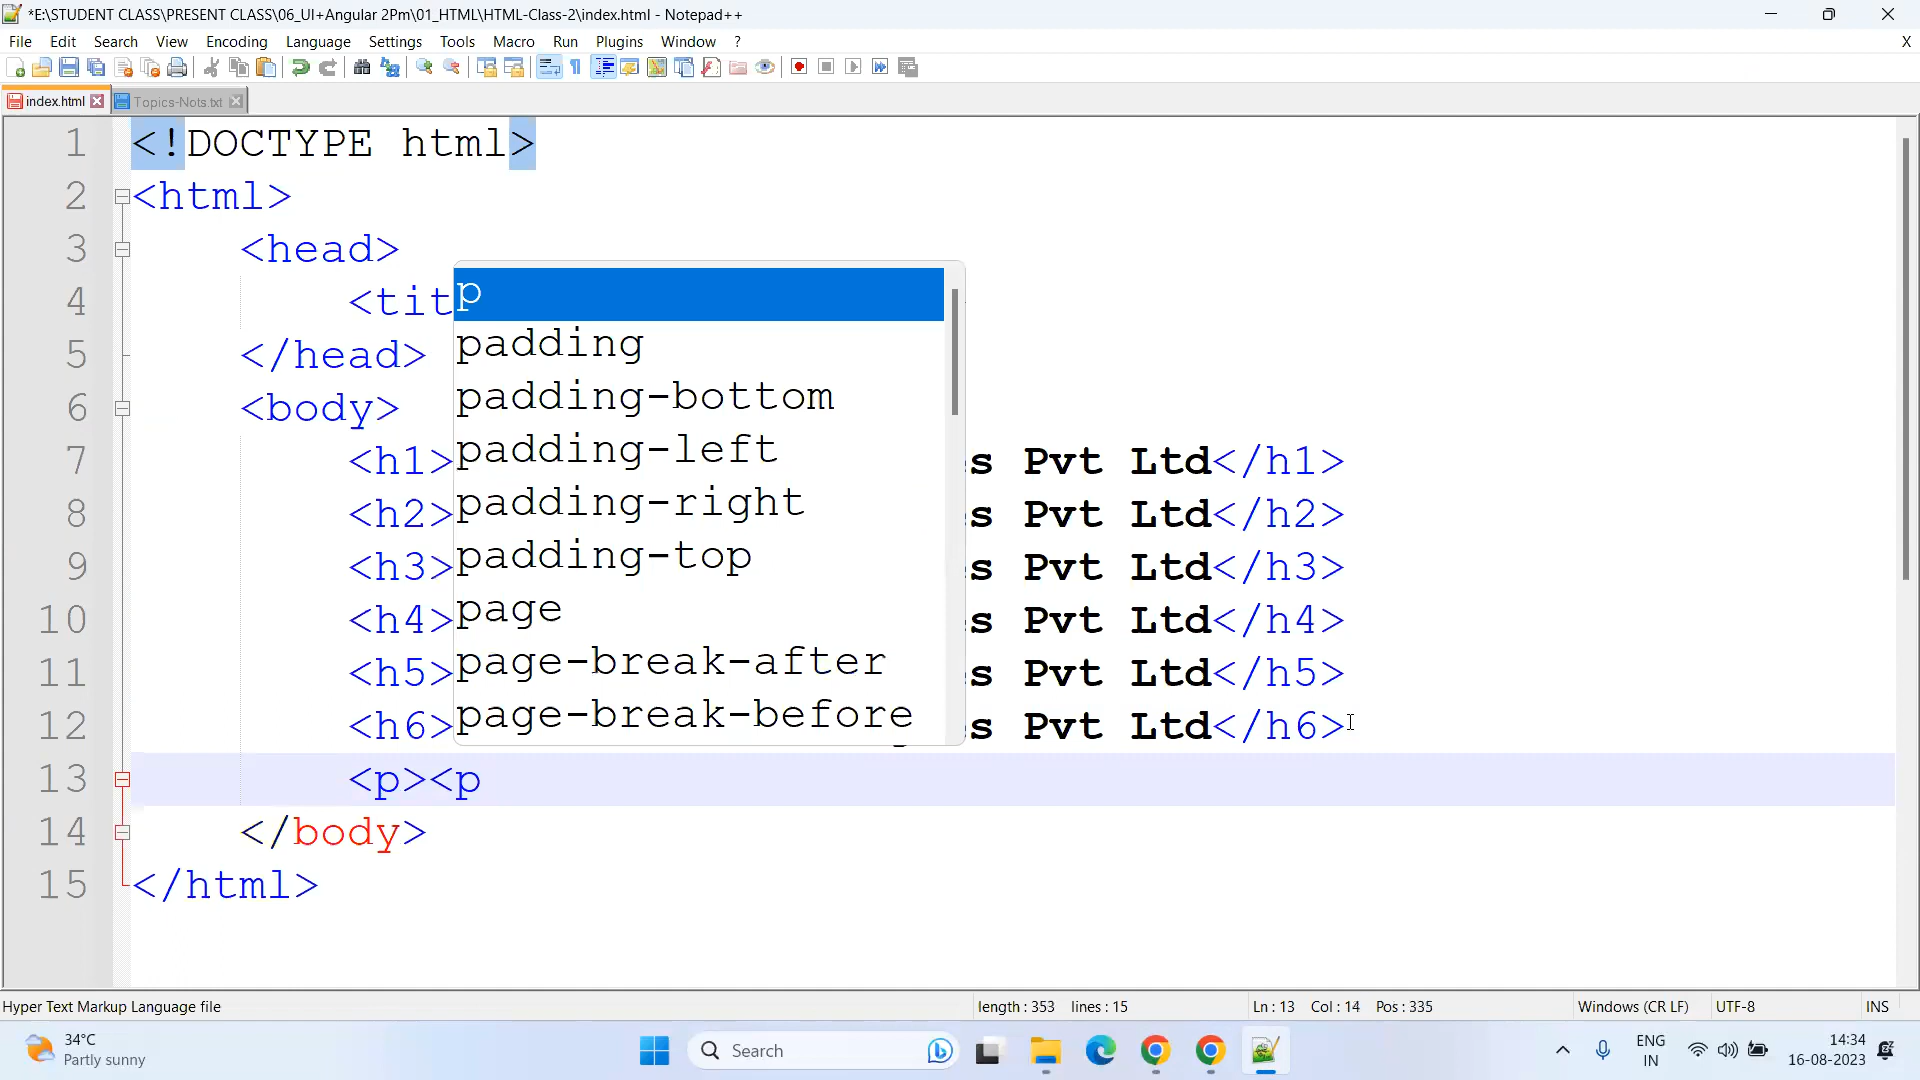 *E:\STUDENT CLASS\PRESENT CLASS\06_UI+Angular 2Pm\01_HTML\HTML-Class-2\index.html - Notepad++
File Edit Search View Encoding Language Settings Tools Macro Run Plugins Window ? X
index.html Topics-Nots.txt
1 <!DOCTYPE html>
2 <html>
3 <head>
4 <tit
5 </head>
6 <body>
7 <h1> s Pvt Ltd</h1>
8 <h2> s Pvt Ltd</h2>
9 <h3> s Pvt Ltd</h3>
10 <h4> s Pvt Ltd</h4>
11 <h5> s Pvt Ltd</h5>
12 <h6> s Pvt Ltd</h6>
13 <p><p
14 </body>
15 </html>
p
padding
padding-bottom
padding-left
padding-right
padding-top
page
page-break-after
page-break-before
Hyper Text Markup Language file length : 353 lines : 15 Ln : 13 Col : 14 Pos : 335 Windows (CR LF) UTF-8 INS
34°C
Partly sunny
Search
ENG
IN
14:34
16-08-2023